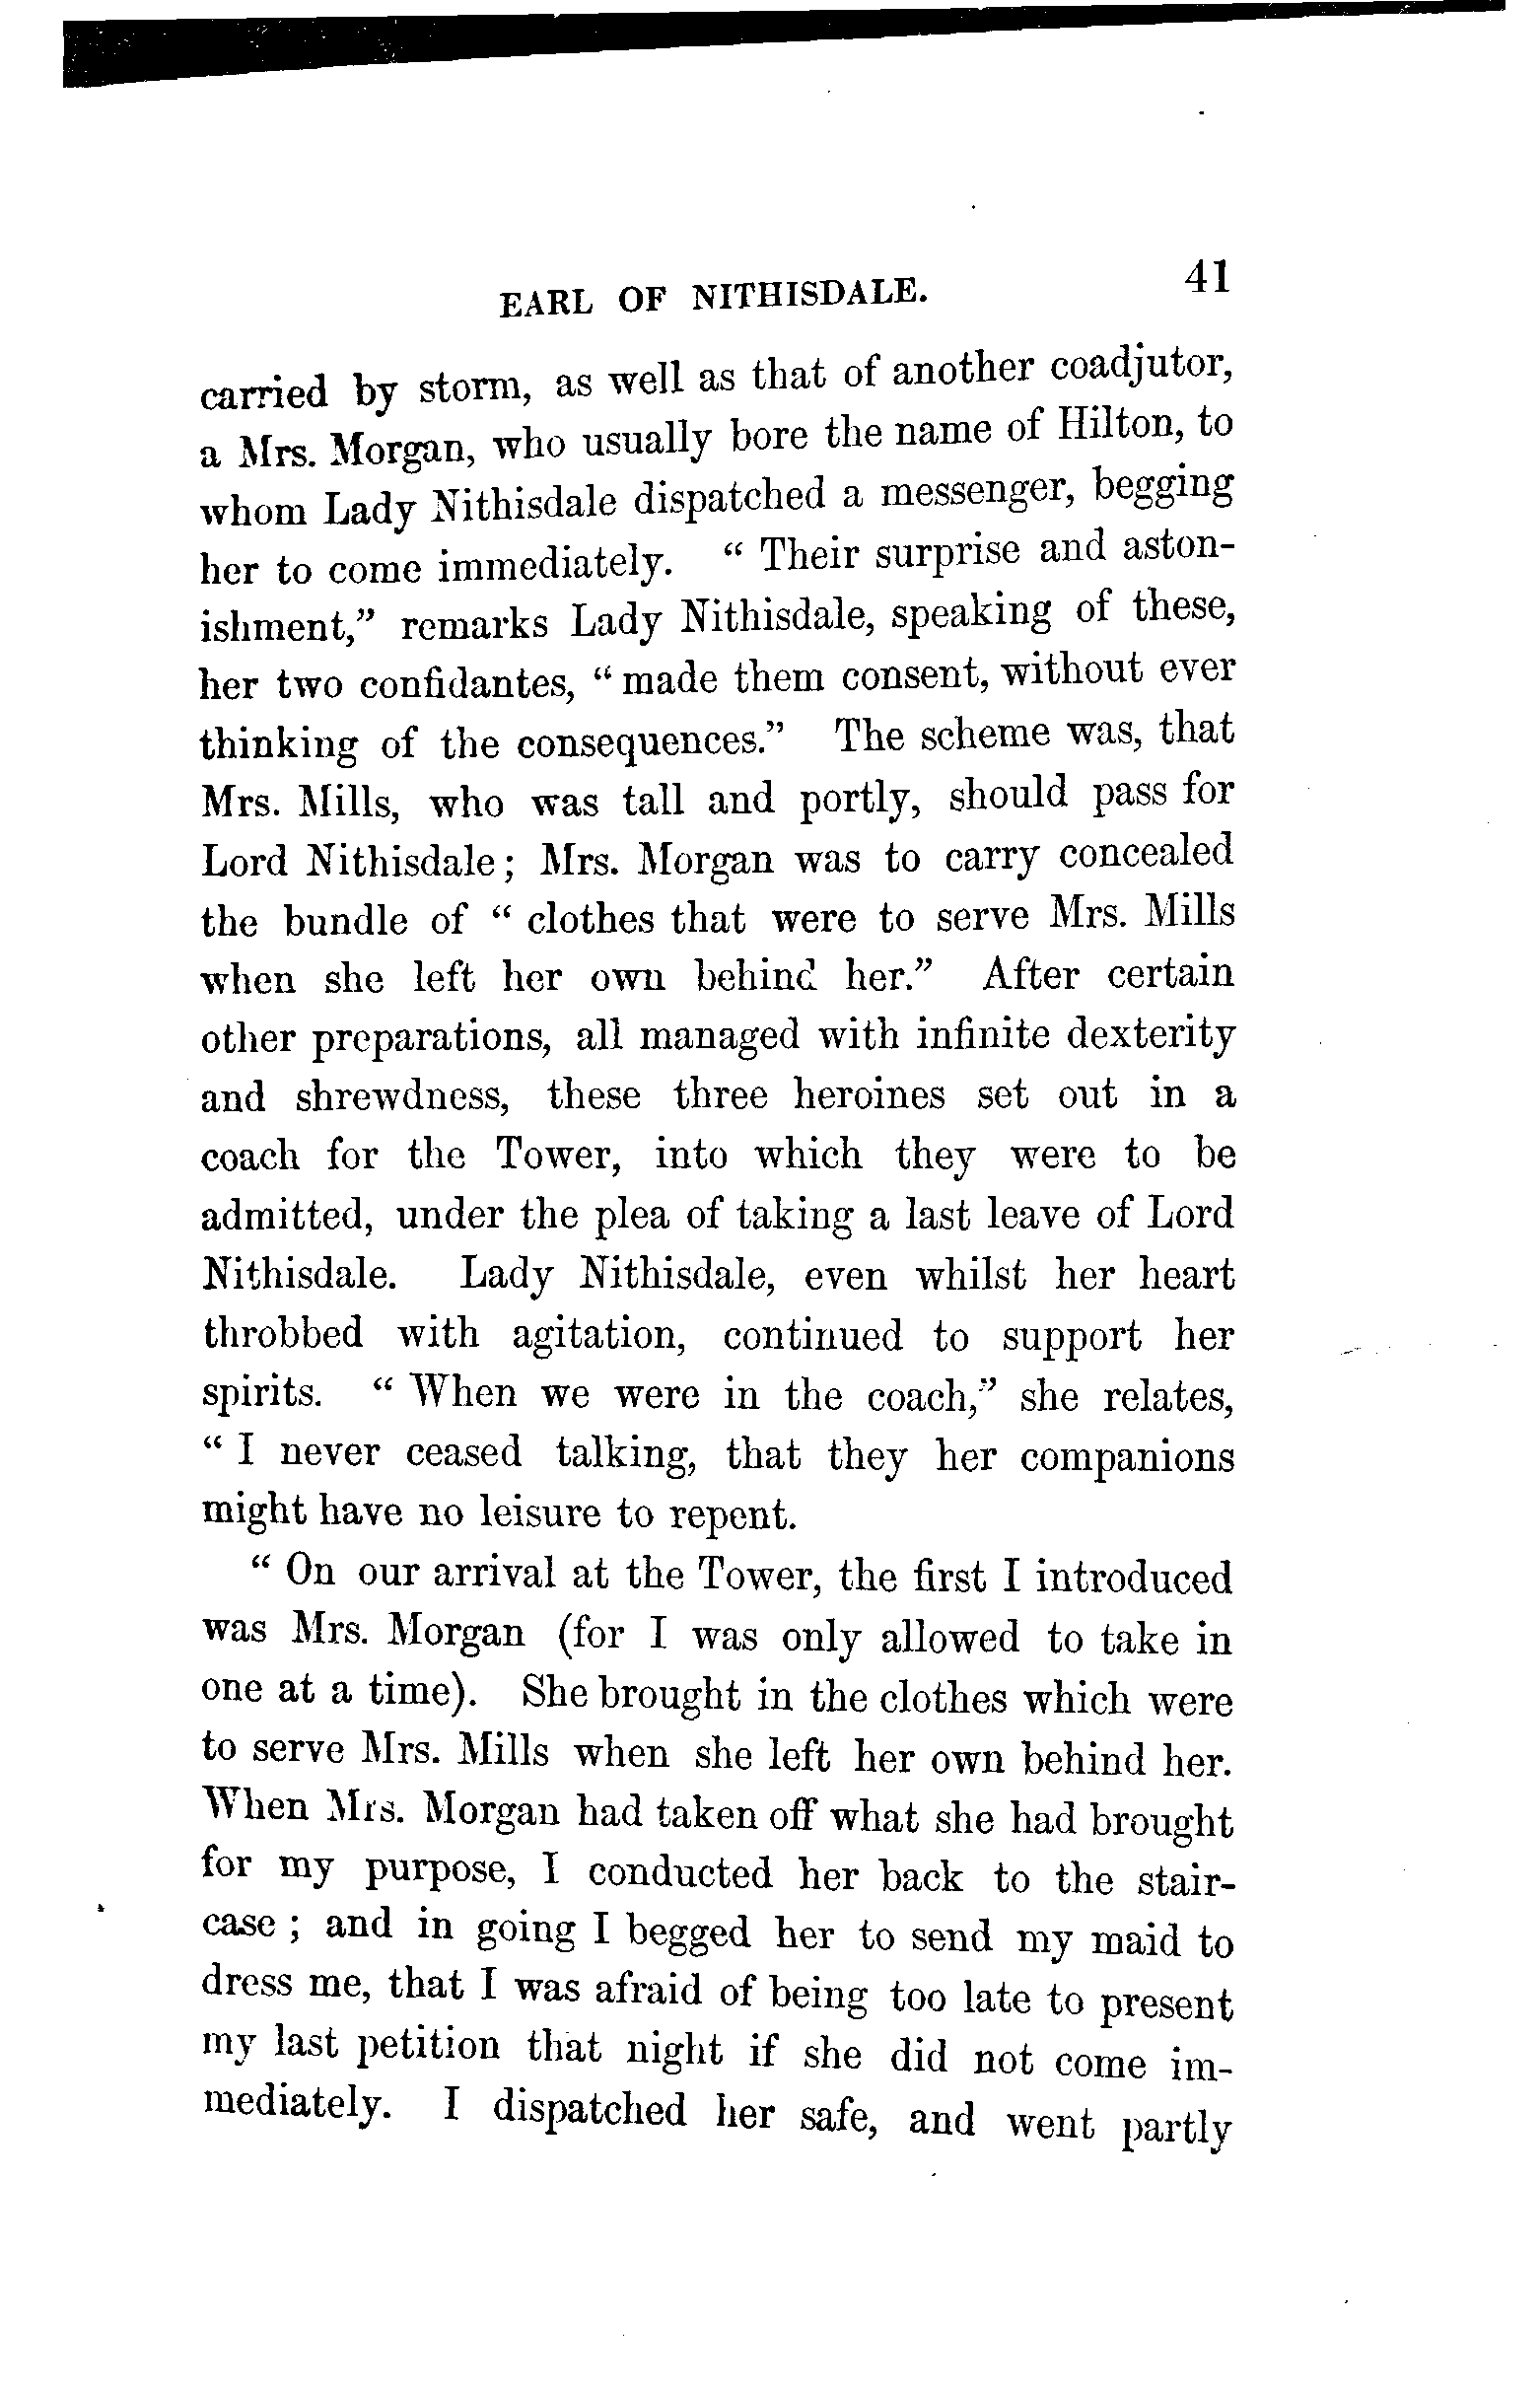 EARL OF NITHISDALE. 41
carried by storm, as well as that of another coadjutor,
a Mrs. Morgan, who usually bore the name of Hilton, to
whom Lady Nithisdale dispatched a messenger, begging
her to come immediately. “ Their surprise and aston-
ishment,” remarks Lady Nithisdale, speaking of these,
her two confidantes, “ made them consent, without ever
thinking of the consequences.” The scheme was, that
Mrs. Mills, who was tall and portly, should pass for
Lord Nithisdale ; Mrs. Morgan was to carry concealed
the bundle of “ clothes that were to serve Mrs. Mills
when she left her own behind her.” After certain
other preparations, all managed with infinite dexterity
and shrewdness, these three heroines set out in a
coach for the Tower, into which they were to be
admitted, under the plea of taking a last leave of Lord
Nithisdale. Lady Nithisdale, even whilst her heart
throbbed with agitation, continued to support her
spirits. “ When we were in the coach,” she relates,
“ I never ceased talking, that they her companions
might have no leisure to repent.
“ On our arrival at the Tower, the first I introduced
was Mrs. Morgan (for I was only allowed to take in
one at a time). She brought in the clothes which were
to serve Mrs. Mills when she left her own behind her.
When Mrs. Morgan had taken off what she had brought
for my purpose, I conducted her back to the stair-
case ; and in going I begged her to send my maid to
dress me, that I was afraid of being too late to present
my last petition that night if she did not come im-
mediately. I dispatched her safe, and went partly